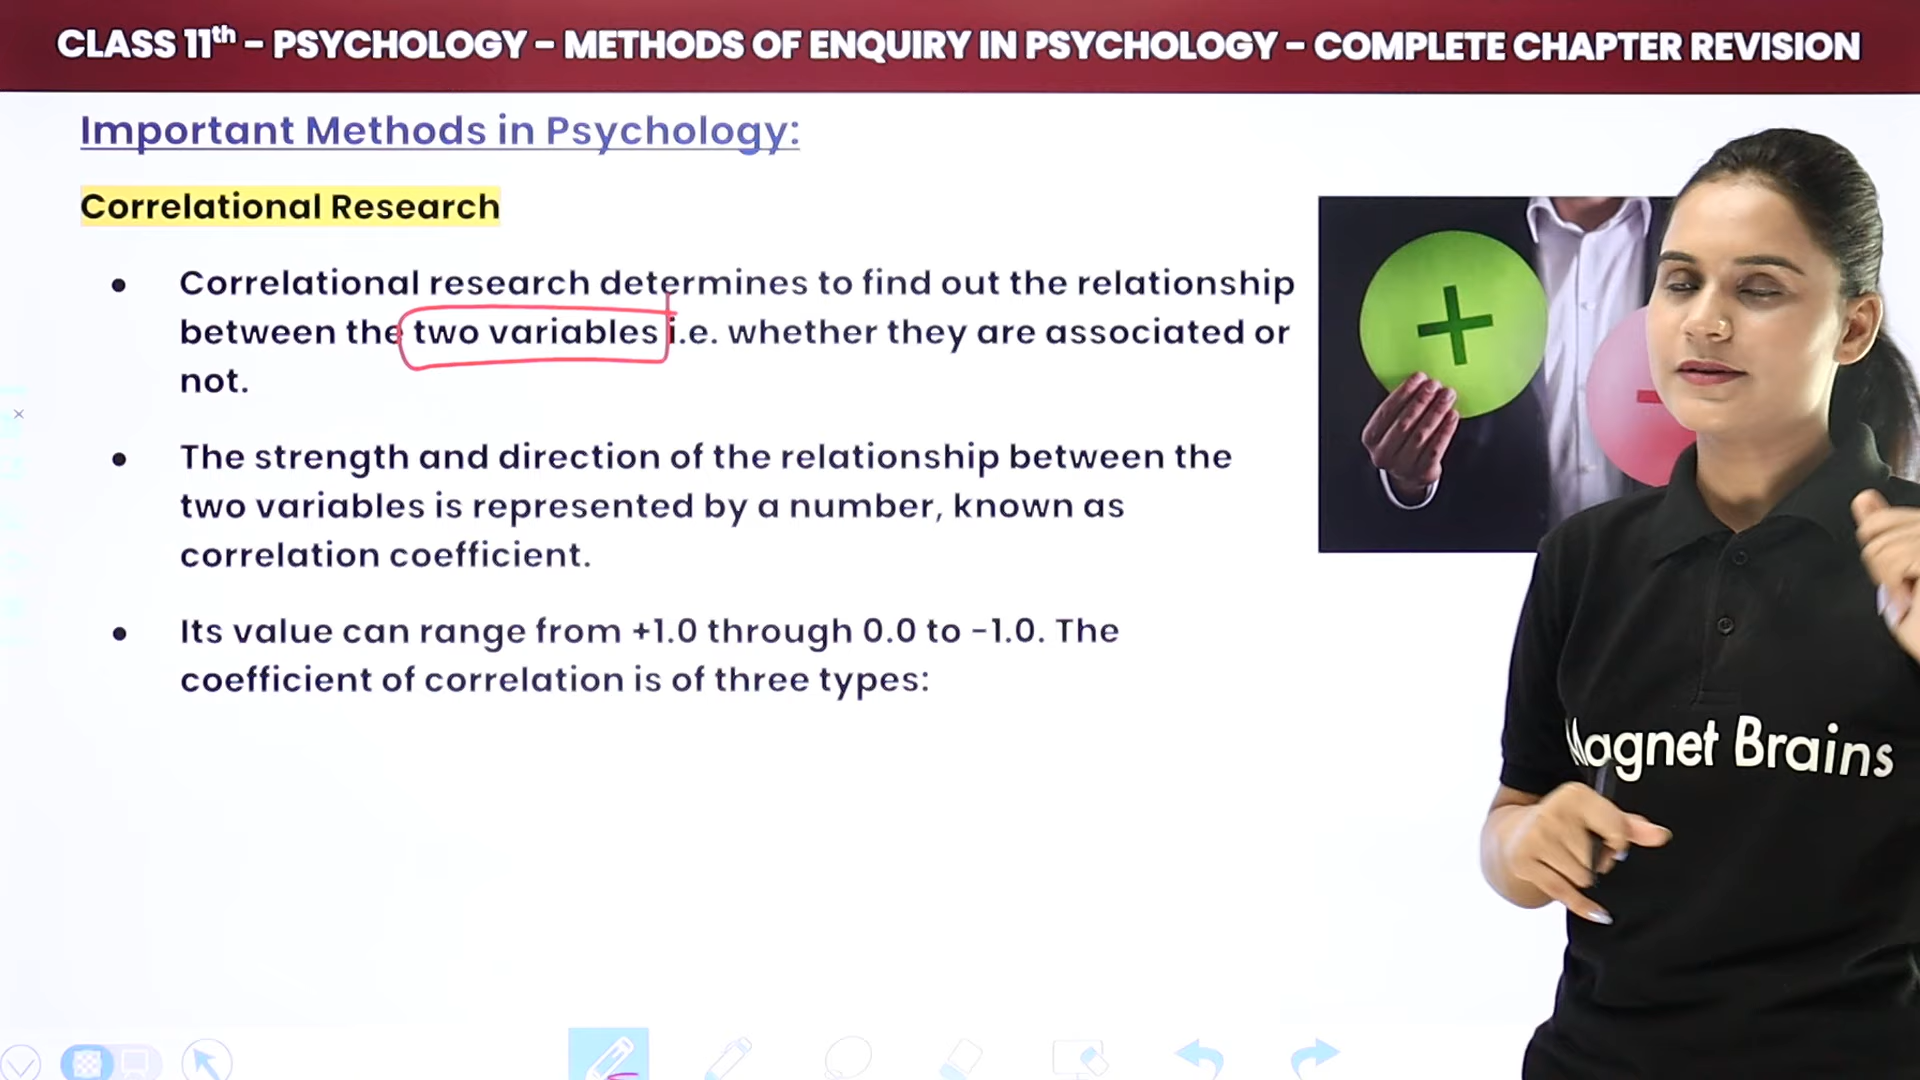 CLASS 11th – PSYCHOLOGY – METHODS OF ENQUIRY IN PSYCHOLOGY – COMPLETE CHAPTER REVISION
Important Methods in Psychology:
Correlational Research
• Correlational research determines to find out the relationship
between the two variables i.e. whether they are associated or
not.
• The strength and direction of the relationship between the
two variables is represented by a number, known as
correlation coefficient.
• Its value can range from +1.0 through 0.0 to -1.0. The
coefficient of correlation is of three types:
Magnet Brains